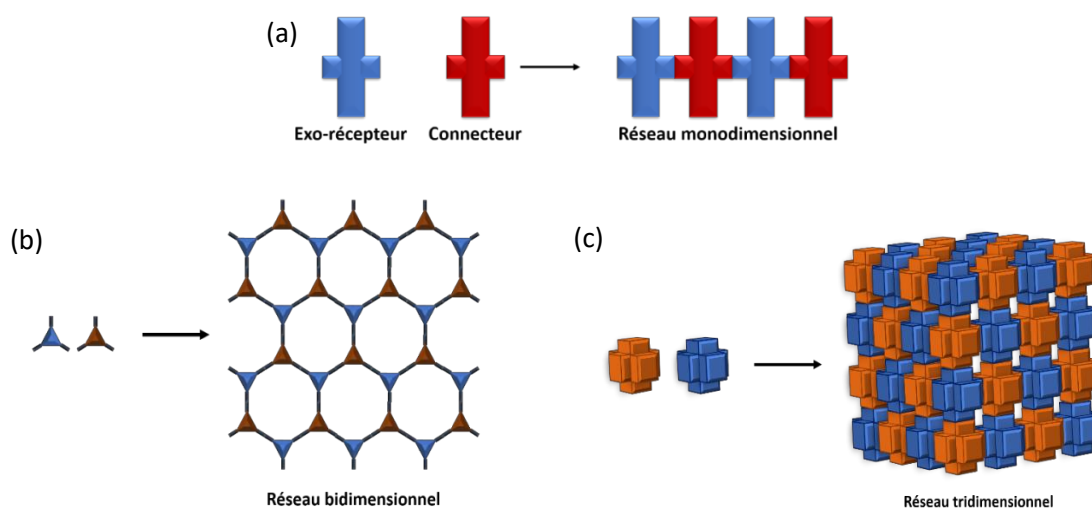 (a)
Exo-récepteur Connecteur Réseau monodimensionnel
(b)
(c)
Réseau bidimensionnel
Réseau tridimensionnel